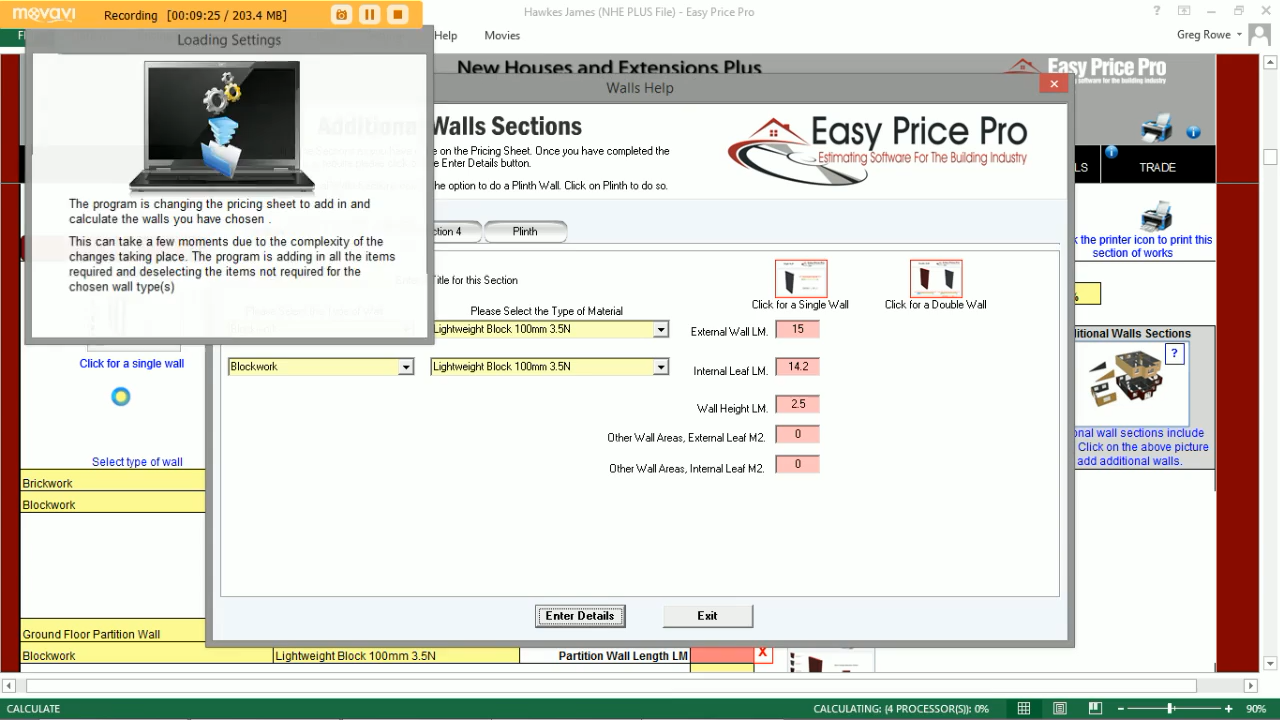 movavi
Recording [00:09:25 / 203.4 MB]
Hawkes James (NHE PLUS File) - Easy Price Pro
?
Help
Movies
Greg Rowe
Loading Settings
New Houses and Extensions Plus
Easy Price Pro
Walls Help
Walls Sections
on the Pricing Sheet. Once you have completed the
Enter Details button.
the option to do a Plinth Wall. Click on Plinth to do so.
Easy Price Pro
Estimating Software For The Building Industry
TRADE
The program is changing the pricing sheet to add in and
calculate the walls you have chosen .
This can take a few moments due to the complexity of the
changes taking place. The program is adding in all the items
required and deselecting the items not required for the
chosen wall type(s)
tion 4
Plinth
the printer icon to print this
section of works
%
Title for this Section
Please Select the Type of Material
Click for a Single Wall
Click for a Double Wall
Lightweight Block 100mm 3.5N
External Wall LM.
15
Walls Sections
?
Click for a single wall
Blockwork
Lightweight Block 100mm 3.5N
Internal Leaf LM.
14.2
Wall Height LM.
2.5
Other Wall Areas, External Leaf M2.
0
Other Wall Areas, Internal Leaf M2.
0
onal wall sections include
Click on the above picture
add additional walls.
Select type of wall
Brickwork
Blockwork
Enter Details
Exit
Ground Floor Partition Wall
Blockwork
Lightweight Block 100mm 3.5N
Partition Wall Length LM
X
CALCULATE
CALCULATING: (4 PROCESSOR(S)): 0%
90%